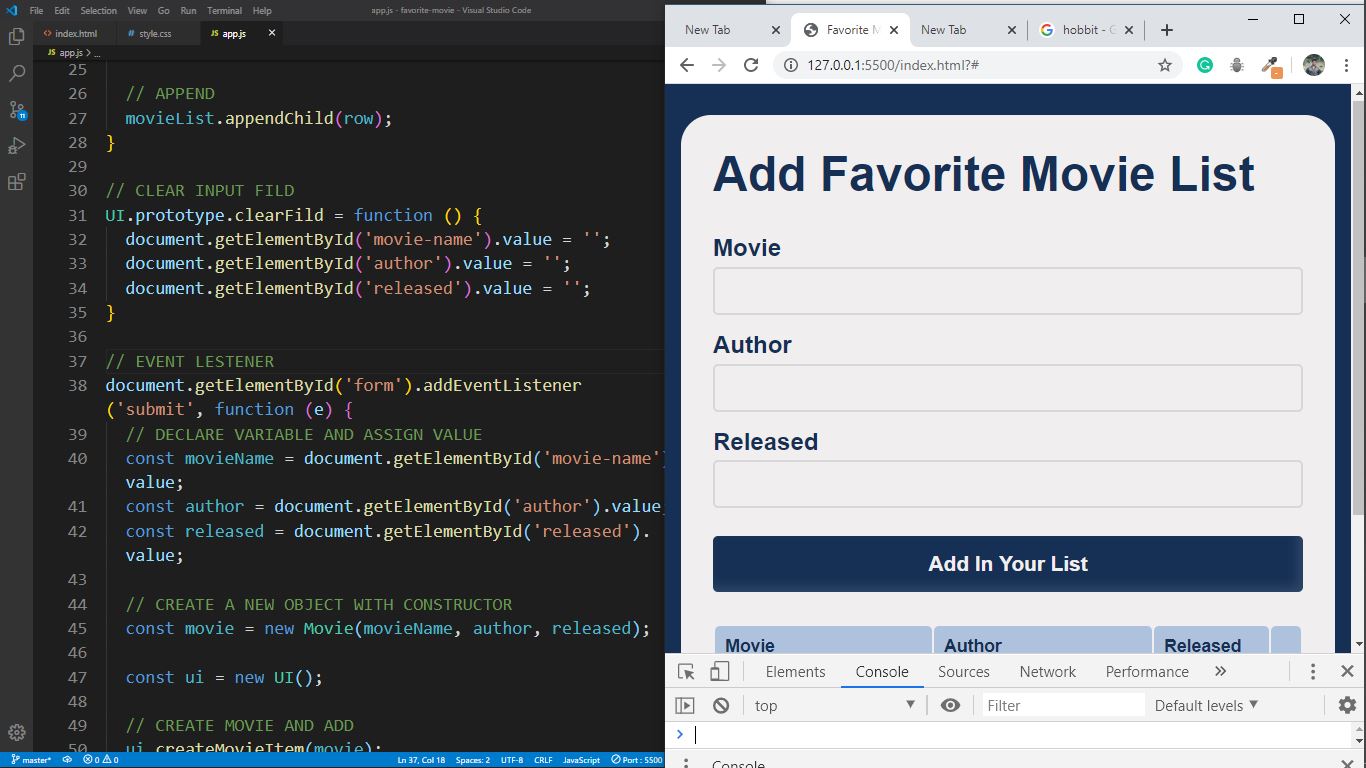 File Edit Selection View Go Run Terminal Help
app.js - favorite-movie - Visual Studio Code
index.html
style.css
JS app.js
JS app.js > ...
25
26 // APPEND
27 movieList.appendChild(row);
28 }
29
30 // CLEAR INPUT FILD
31 UI.prototype.clearFild = function () {
32 document.getElementById('movie-name').value = '';
33 document.getElementById('author').value = '';
34 document.getElementById('released').value = '';
35 }
36
37 // EVENT LESTENER
38 document.getElementById('form').addEventListener
('submit', function (e) {
39 // DECLARE VARIABLE AND ASSIGN VALUE
40 const movieName = document.getElementById('movie-name')
value;
41 const author = document.getElementById('author').value;
42 const released = document.getElementById('released').
value;
43
44 // CREATE A NEW OBJECT WITH CONSTRUCTOR
45 const movie = new Movie(movieName, author, released);
46
47 const ui = new UI();
48
49 // CREATE MOVIE AND ADD
50 ui.createMovieItem(movie);
11
master* 0 0 Ln 37, Col 18 Spaces: 2 UTF-8 CRLF JavaScript Port : 5500
New Tab
Favorite M
New Tab
hobbit - G
127.0.0.1:5500/index.html?#
Add Favorite Movie List
Movie
Author
Released
Add In Your List
Movie Author Released
Elements Console Sources Network Performance »
top Filter Default levels
Console